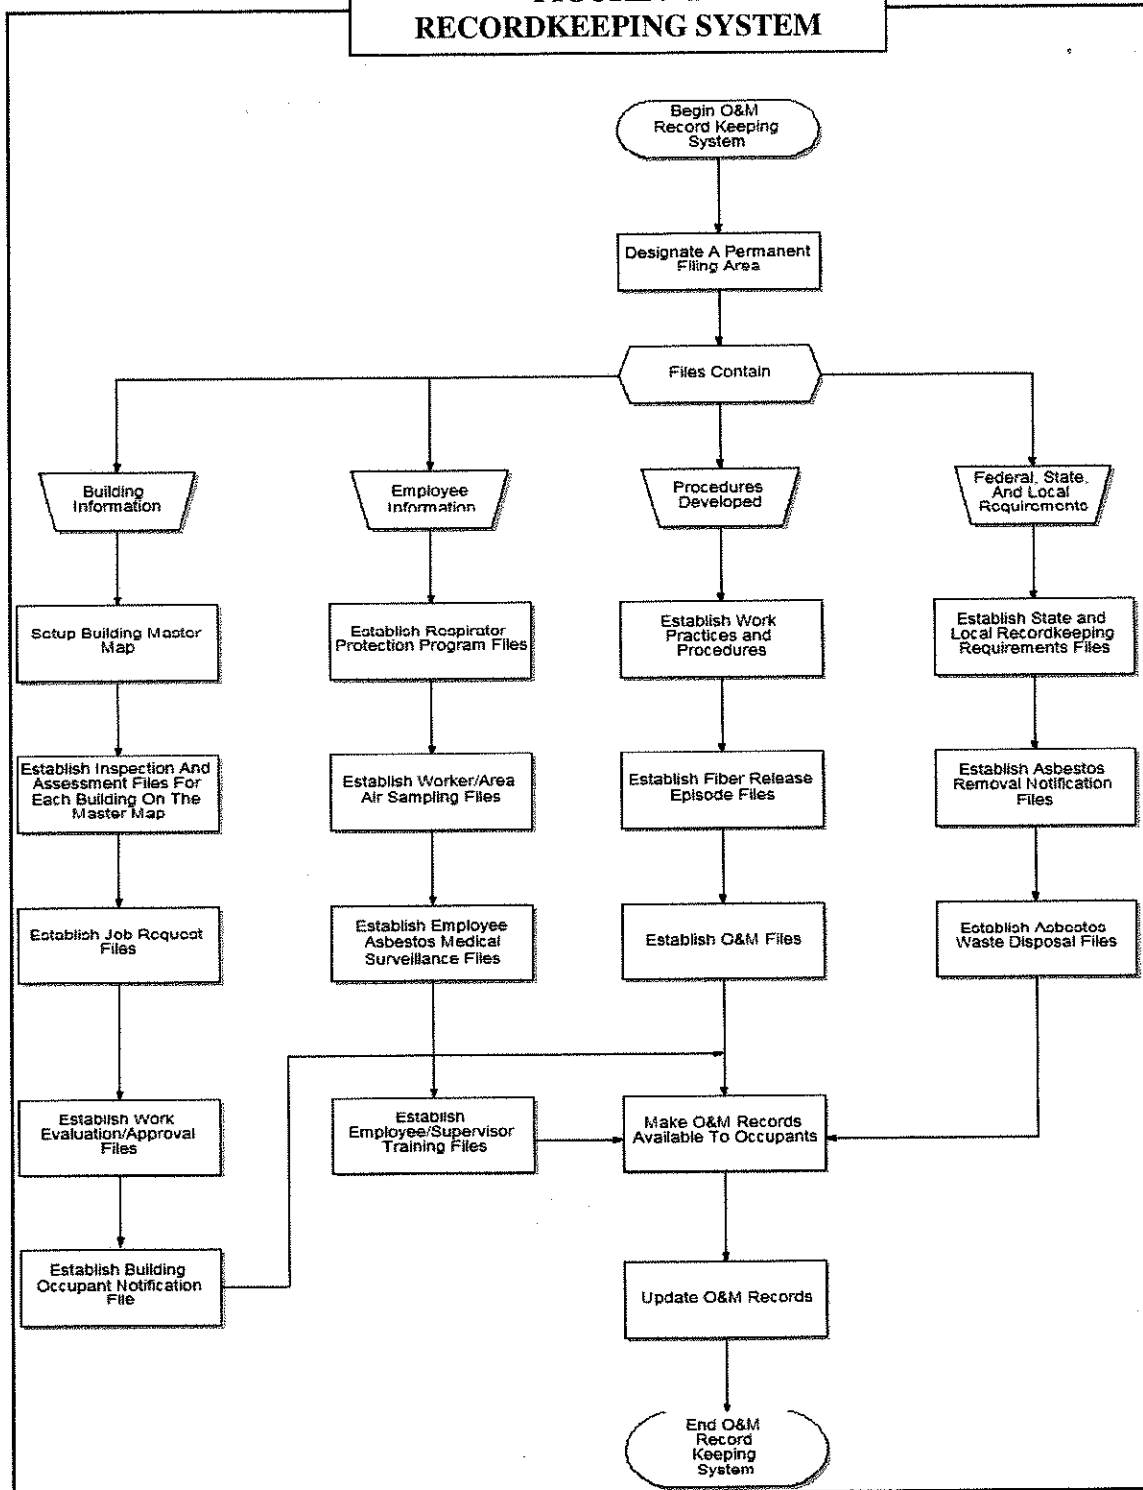 RECORDKEEPING SYSTEM
Begin O&M
Record Keeping
System
Designate A Permanent
Filing Area
Files Contain
Building
Information
Employee
Information
Procedures
Developed
Federal, State,
And Local
Requirements
Setup Building Master
Map
Establish Respirator
Protection Program Files
Establish Work
Practices and
Procedures
Establish State and
Local Recordkeeping
Requirements Files
Establish Inspection And
Assessment Files For
Each Building On The
Master Map
Establish Worker/Area
Air Sampling Files
Establish Fiber Release
Episode Files
Establish Asbestos
Removal Notification
Files
Establish Job Request
Files
Establish Employee
Asbestos Medical
Surveillance Files
Establish O&M Files
Establish Asbestos
Waste Disposal Files
Establish Work
Evaluation/Approval
Files
Establish
Employee/Supervisor
Training Files
Make O&M Records
Available To Occupants
Establish Building
Occupant Notification
File
Update O&M Records
End O&M
Record
Keeping
System